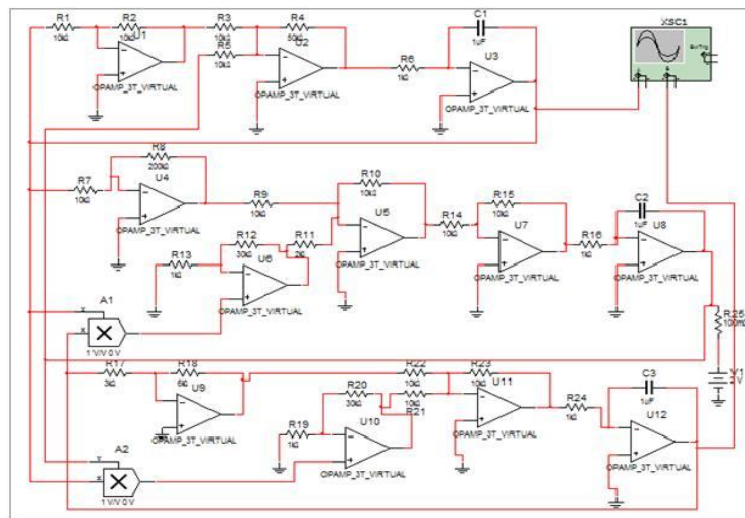 R1
10kΩ
R2
10kΩ
U1
OPAMP_3T_VIRTUAL
R3
10kΩ
R5
10kΩ
R4
U2
OPAMP_3T_VIRTUAL
R6
1kΩ
C1
1uF
U3
OPAMP_3T_VIRTUAL
XSC1
R7
10kΩ
R8
200kΩ
U4
OPAMP_3T_VIRTUAL
R9
10kΩ
R10
10kΩ
U5
OPAMP_3T_VIRTUAL
R14
10kΩ
R15
10kΩ
U7
OPAMP_3T_VIRTUAL
R16
1kΩ
C2
1uF
U8
OPAMP_3T_VIRTUAL
R13
1kΩ
R12
30kΩ
R11
U6
OPAMP_3T_VIRTUAL
A1
Y
X
1 V/V 0 V
R25
V1
2 V
R17
3kΩ
R18
6kΩ
U9
OPAMP_3T_VIRTUAL
R19
1kΩ
R20
30kΩ
U10
OPAMP_3T_VIRTUAL
R22
10kΩ
10kΩ
R21
R23
10kΩ
U11
OPAMP_3T_VIRTUAL
R24
1kΩ
C3
1uF
U12
OPAMP_3T_VIRTUAL
A2
Y
X
1 V/V 0 V